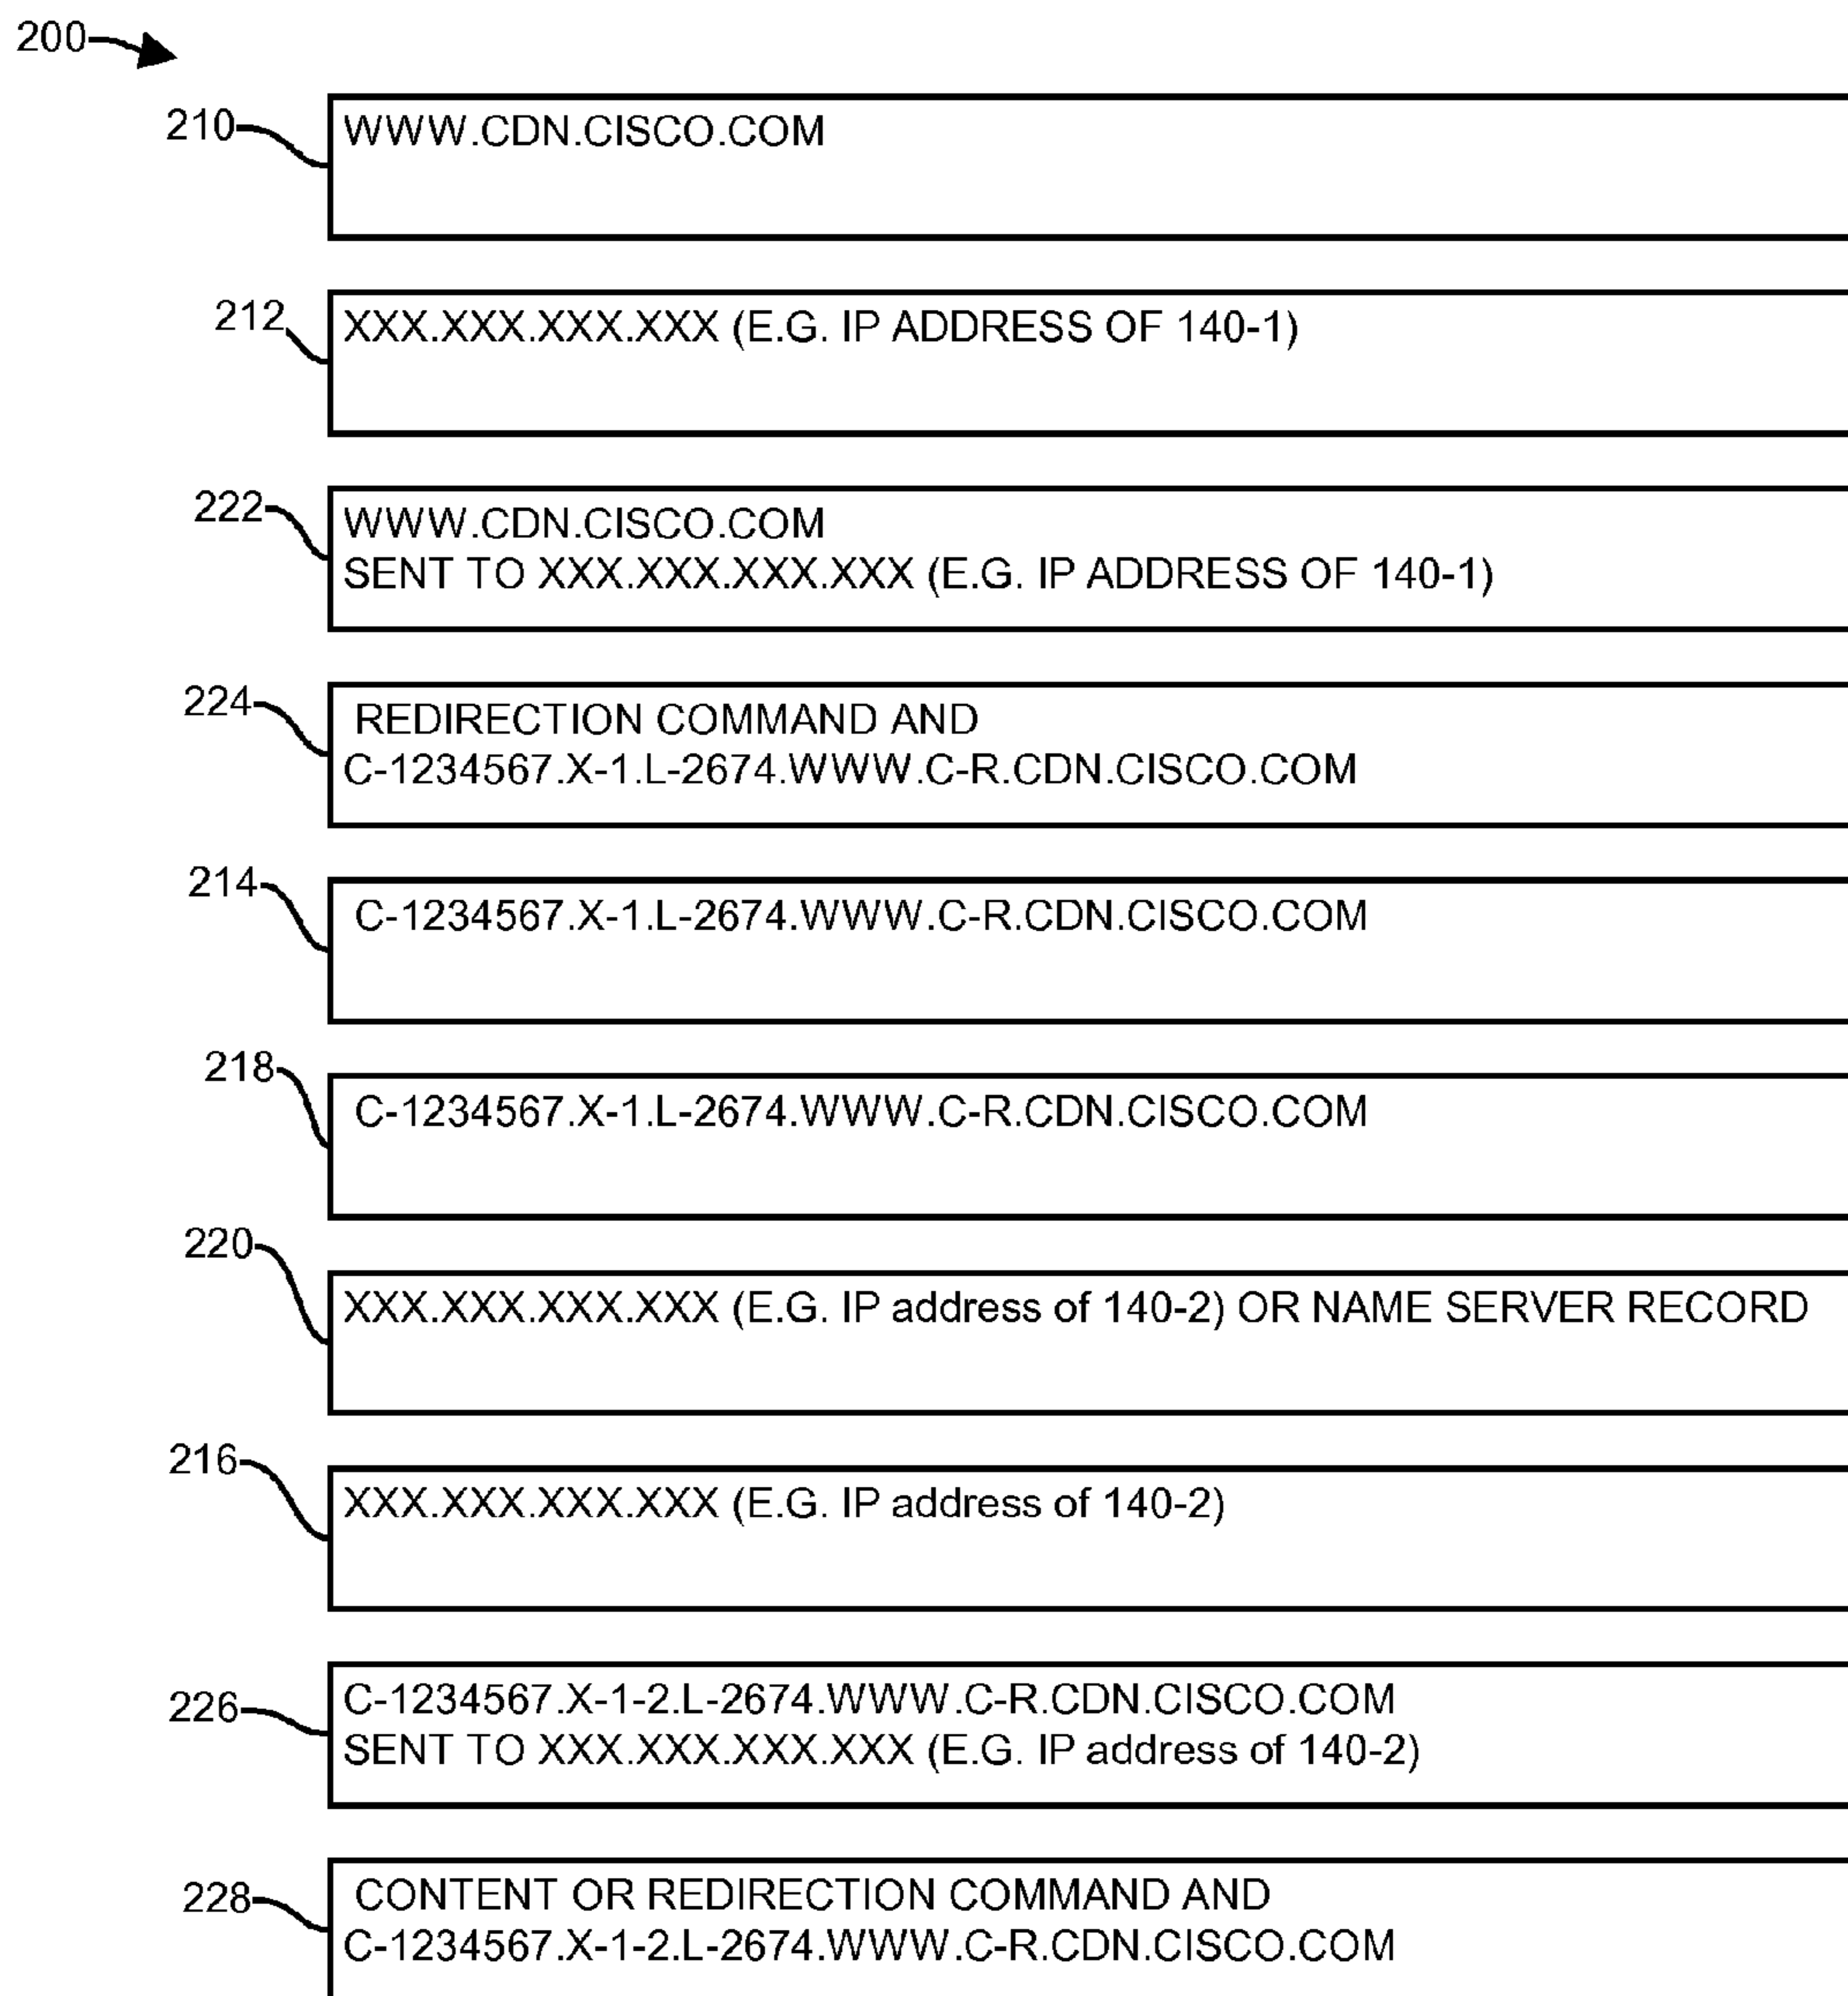 200
210
WWW.CDN.CISCO.COM
212
XXX.XXX.XXX.XXX (E.G. IP ADDRESS OF 140-1)
222
WWW.CDN.CISCO.COM
SENT TO XXX.XXX.XXX.XXX (E.G. IP ADDRESS OF 140-1)
224
REDIRECTION COMMAND AND
C-1234567.X-1.L-2674.WWW.C-R.CDN.CISCO.COM
214
C-1234567.X-1.L-2674.WWW.C-R.CDN.CISCO.COM
218
C-1234567.X-1.L-2674.WWW.C-R.CDN.CISCO.COM
220
XXX.XXX.XXX.XXX (E.G. IP address of 140-2) OR NAME SERVER RECORD
216
XXX.XXX.XXX.XXX (E.G. IP address of 140-2)
226
C-1234567.X-1-2.L-2674.WWW.C-R.CDN.CISCO.COM
SENT TO XXX.XXX.XXX.XXX (E.G. IP address of 140-2)
228
CONTENT OR REDIRECTION COMMAND AND
C-1234567.X-1-2.L-2674.WWW.C-R.CDN.CISCO.COM